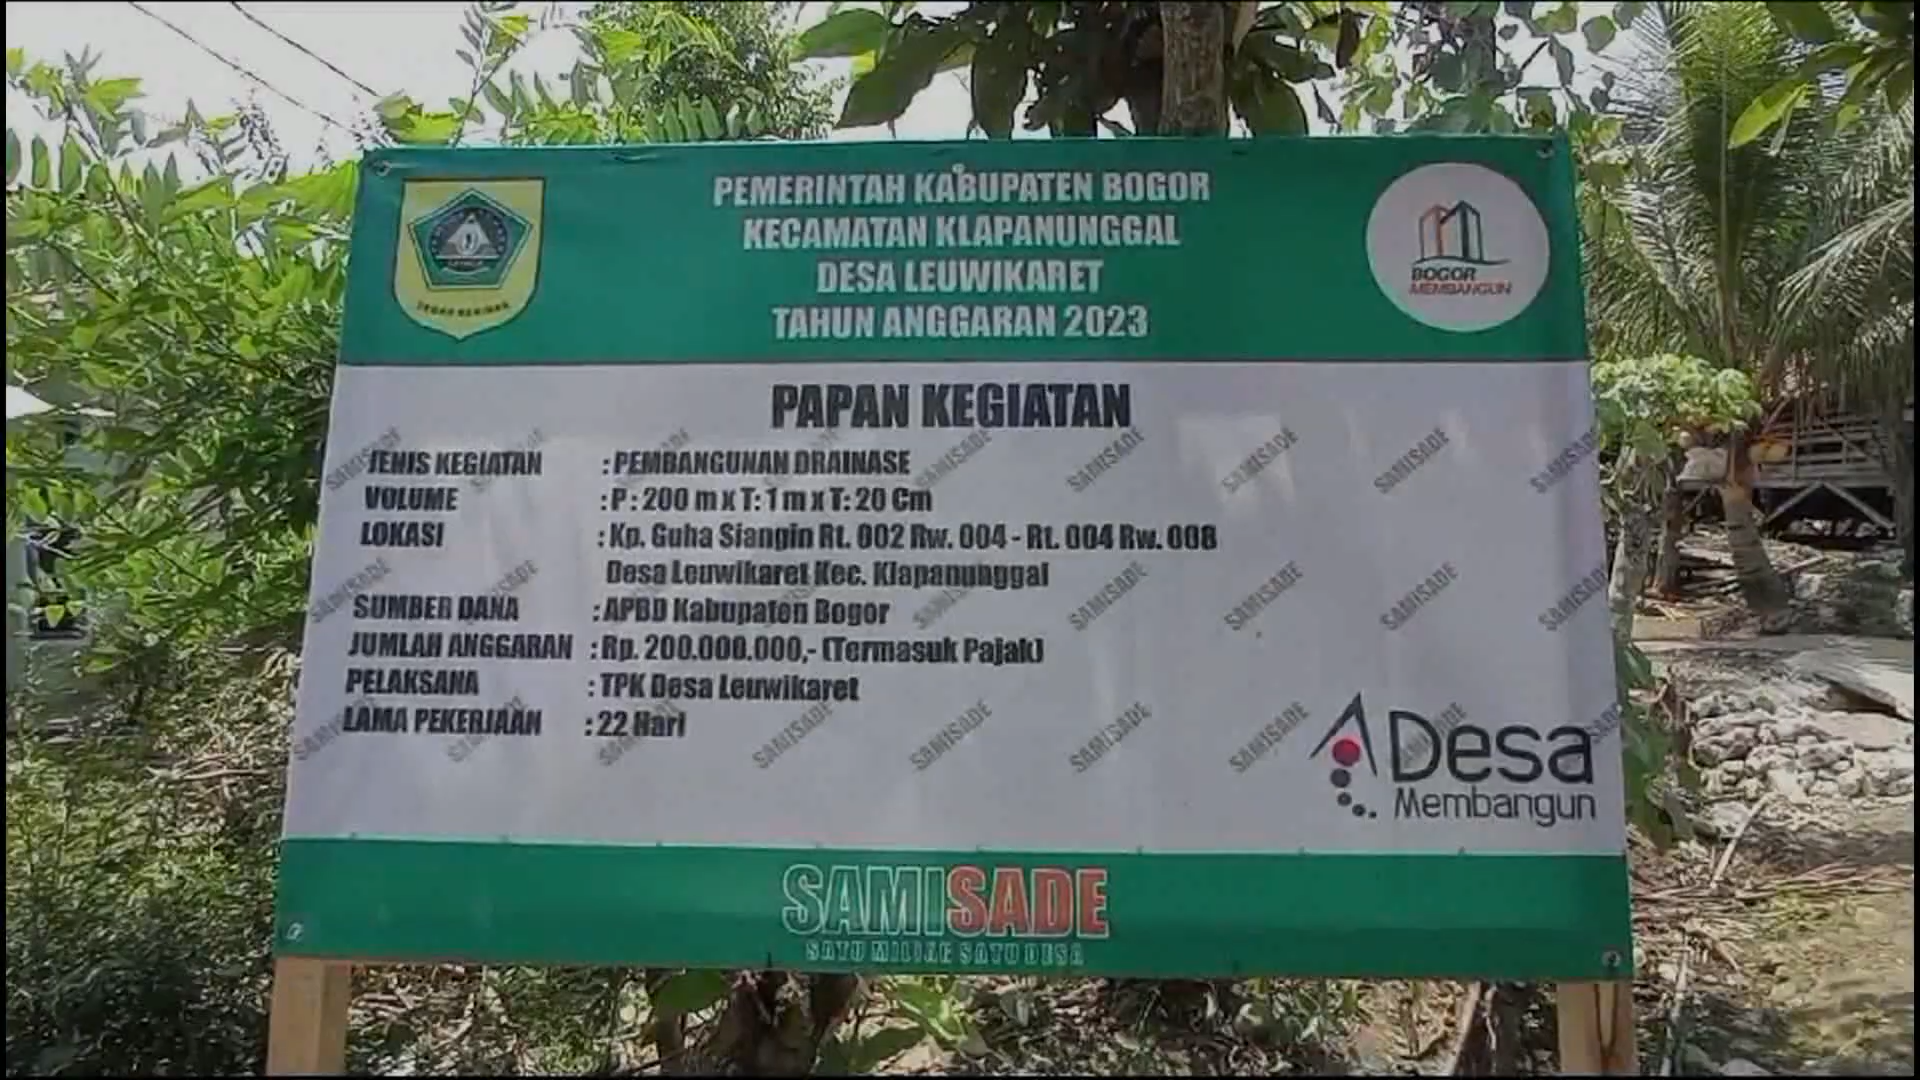 PEMERINTAH KABUPATEN BOGOR
KECAMATAN KLAPANUNGGAL
DESA LEUWIKARET
TAHUN ANGGARAN 2023
BOGOR
MEMBANGUN
PAPAN KEGIATAN
JENIS KEGIATAN : PEMBANGUNAN DRAINASE
VOLUME : P : 200 m x T: 1 m x T: 20 Cm
LOKASI : Kp. Guha Siangin Rt. 002 Rw. 004 - Rt. 004 Rw. 008
Desa Leuwikaret Kec. Klapanunggal
SUMBER DANA : APBD Kabupaten Bogor
JUMLAH ANGGARAN : Rp. 200.000.000,- (Termasuk Pajak)
PELAKSANA : TPK Desa Leuwikaret
LAMA PEKERJAAN : 22 Hari
Desa
Membangun
SAMISADE
SATU MILIAR SATU DESA